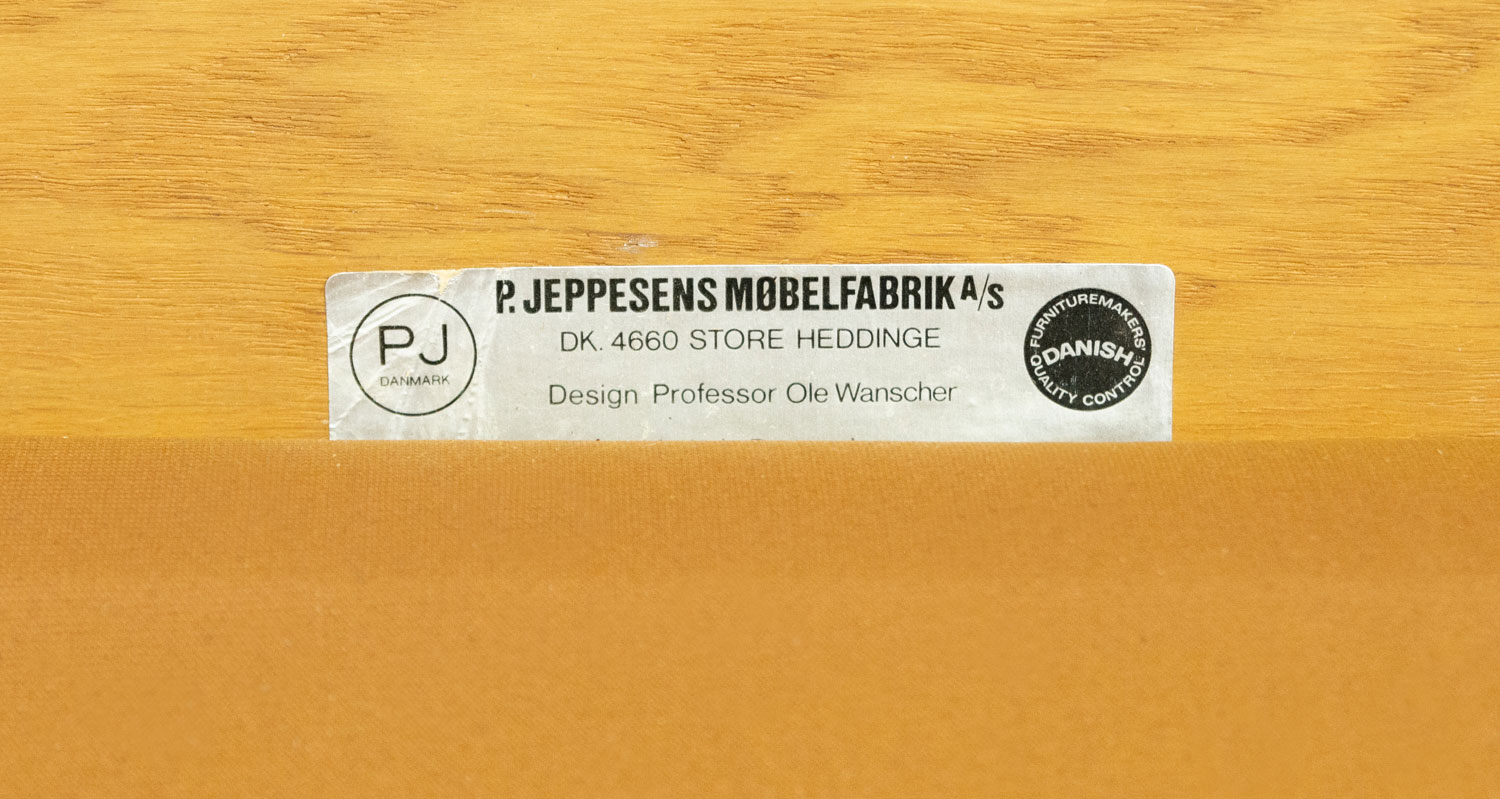 PJ
DANMARK
P. JEPPESENS MØBELFABRIK A/S
DK. 4660 STORE HEDDINGE
Design Professor Ole Wanscher
FURNITUREMAKERS'
DANISH
QUALITY CONTROL